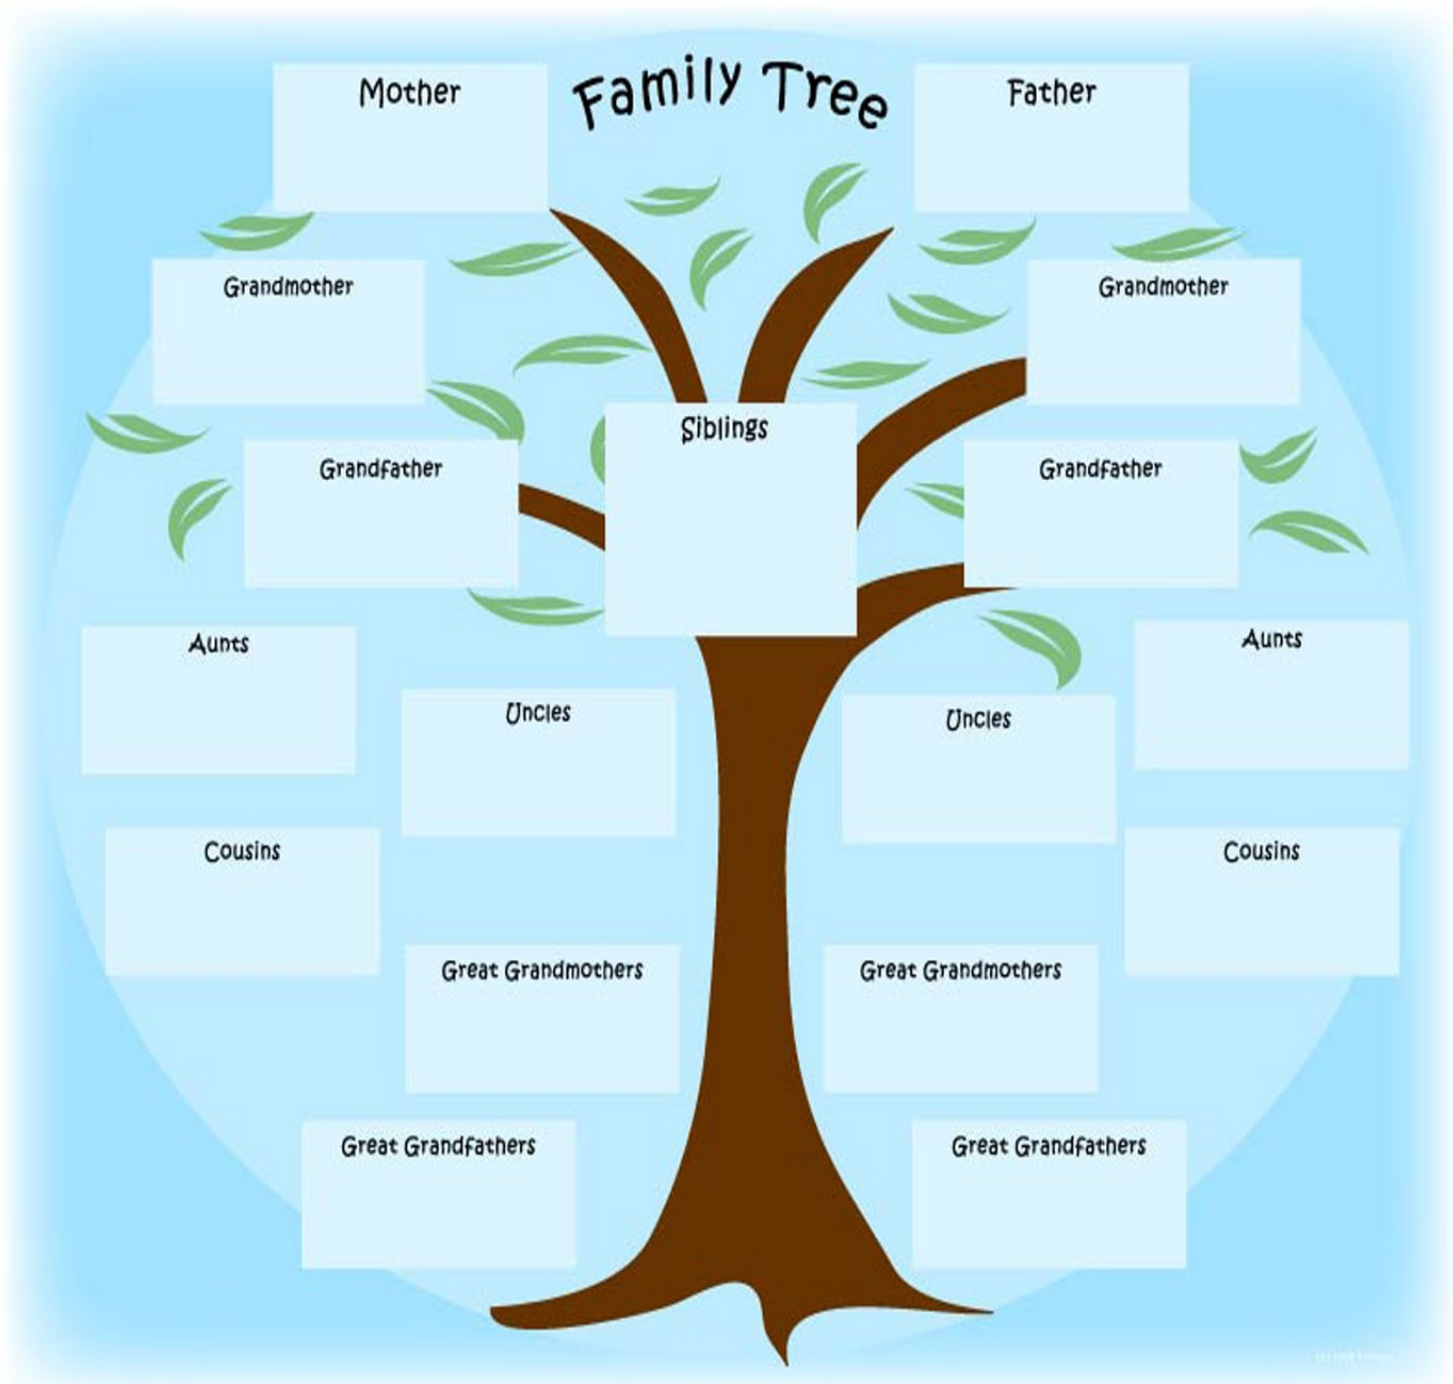 Family Tree
Mother
Father
Grandmother
Grandmother
Siblings
Grandfather
Grandfather
Aunts
Aunts
Uncles
Uncles
Cousins
Cousins
Great Grandmothers
Great Grandmothers
Great Grandfathers
Great Grandfathers